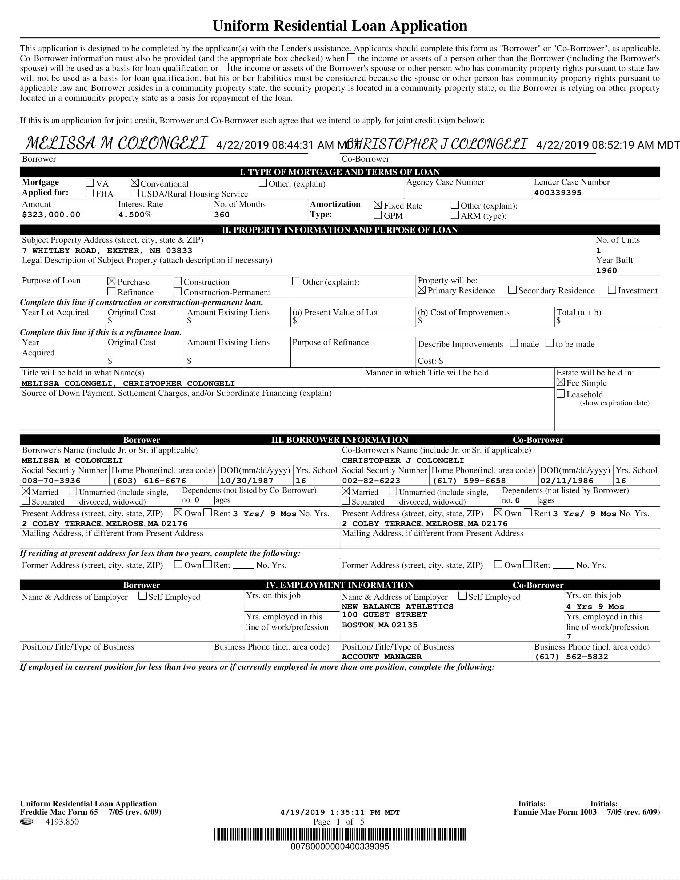 Uniform Residential Loan Application
This application is designed to be completed by the applicant(s) with the Lender's assistance. Applicants should complete this form as "Borrower" or "Co-Borrower", as applicable.
Co-Borrower information must also be provided (and the appropriate box checked) when the income or assets of a person other than the Borrower (including the Borrower's
spouse) will be used as a basis for loan qualification or the income or assets of the Borrower's spouse or other person who has community property rights pursuant to state law
will not be used as a basis for loan qualification, but his or her liabilities must be considered because the spouse or other person has community property rights pursuant to
applicable law and Borrower resides in a community property state, the security property is located in a community property state, or the Borrower is relying on other property
located in a community property state as a basis for repayment of the loan.
If this is an application for joint credit, Borrower and Co-Borrower each agree that we intend to apply for joint credit (sign below):
MELISSA M COLONGELI 4/22/2019 08:44:31 AM MDT CHRISTOPHER J COLONGELI 4/22/2019 08:52:19 AM MDT
Borrower Co-Borrower
I. TYPE OF MORTGAGE AND TERMS OF LOAN
Mortgage VA Conventional Other: (explain) Agency Case Number Lender Case Number
Applied for: FHA USDA/Rural Housing Service 400339395
Amount Interest Rate No. of Months Amortization Fixed Rate Other (explain):
$323,000.00 4.500% 360 Type: GPM ARM (type):
II. PROPERTY INFORMATION AND PURPOSE OF LOAN
Subject Property Address (street, city, state & ZIP) No. of Units
7 WHITLEY ROAD, EXETER, NH 03833 1
Legal Description of Subject Property (attach description if necessary) Year Built
1960
Purpose of Loan Purchase Construction Other (explain): Property will be:
Refinance Construction-Permanent Primary Residence Secondary Residence Investment
Complete this line if construction or construction-permanent loan.
Year Lot Acquired Original Cost Amount Existing Liens (a) Present Value of Lot (b) Cost of Improvements Total (a + b)
$ $ $ $ $
Complete this line if this is a refinance loan.
Year Original Cost Amount Existing Liens Purpose of Refinance Describe Improvements made to be made
Acquired
$ $ Cost: $
Title will be held in what Name(s) Manner in which Title will be held Estate will be held in:
MELISSA COLONGELI, CHRISTOPHER COLONGELI Fee Simple
Source of Down Payment, Settlement Charges, and/or Subordinate Financing (explain) Leasehold
(show expiration date)
Borrower III. BORROWER INFORMATION Co-Borrower
Borrower's Name (include Jr. or Sr. if applicable) Co-Borrower's Name (include Jr. or Sr. if applicable)
MELISSA M COLONGELI CHRISTOPHER J COLONGELI
Social Security Number Home Phone(incl. area code) DOB(mm/dd/yyyy) Yrs. School Social Security Number Home Phone(incl. area code) DOB(mm/dd/yyyy) Yrs. School
008-70-3936 (603) 616-6676 10/30/1987 16 002-82-6223 (617) 599-6658 02/11/1986 16
Married Unmarried (include single, Dependents (not listed by Co-Borrower) Married Unmarried (include single, Dependents (not listed by Borrower)
Separated divorced, widowed) no. 0 ages Separated divorced, widowed) no. 0 ages
Present Address (street, city, state, ZIP) Own Rent 3 Yrs/ 9 Mos No. Yrs. Present Address (street, city, state, ZIP) Own Rent 3 Yrs/ 9 Mos No. Yrs.
2 COLBY TERRACE, MELROSE, MA 02176 2 COLBY TERRACE, MELROSE, MA 02176
Mailing Address, if different from Present Address Mailing Address, if different from Present Address
If residing at present address for less than two years, complete the following:
Former Address (street, city, state, ZIP) Own Rent No. Yrs. Former Address (street, city, state, ZIP) Own Rent No. Yrs.
Borrower IV. EMPLOYMENT INFORMATION Co-Borrower
Name & Address of Employer Self Employed Yrs. on this job Name & Address of Employer Self Employed Yrs. on this job
NEW BALANCE ATHLETICS 4 Yrs 9 Mos
Yrs. employed in this 100 GUEST STREET Yrs. employed in this
line of work/profession BOSTON, MA 02135 line of work/profession
7
Position/Title/Type of Business Business Phone (incl. area code) Position/Title/Type of Business Business Phone (incl. area code)
ACCOUNT MANAGER (617) 562-5832
If employed in current position for less than two years or if currently employed in more than one position, complete the following:
Uniform Residential Loan Application Initials: Initials:
Freddie Mac Form 65 7/05 (rev. 6/09) 4/19/2019 1:35:11 PM MDT Fannie Mae Form 1003 7/05 (rev. 6/09)
4193.850 Page 1 of 5
0078000000400339395